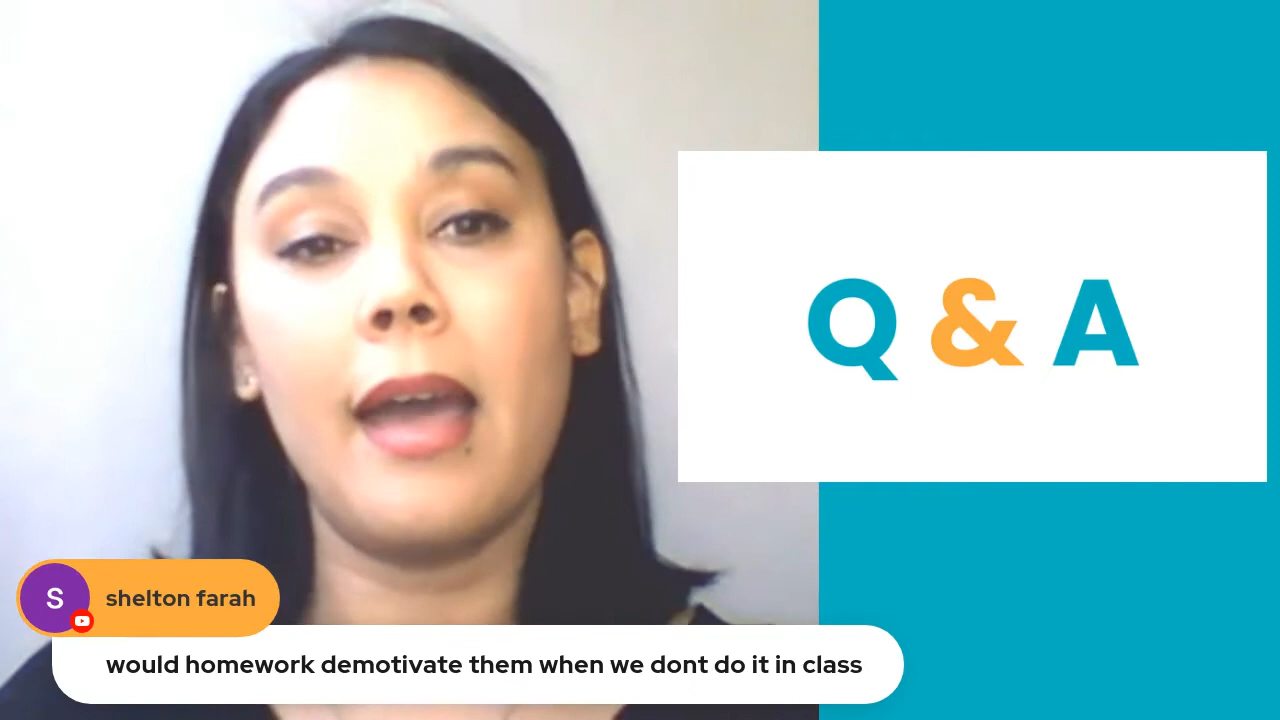 Q & A
S
shelton farah
would homework demotivate them when we dont do it in class